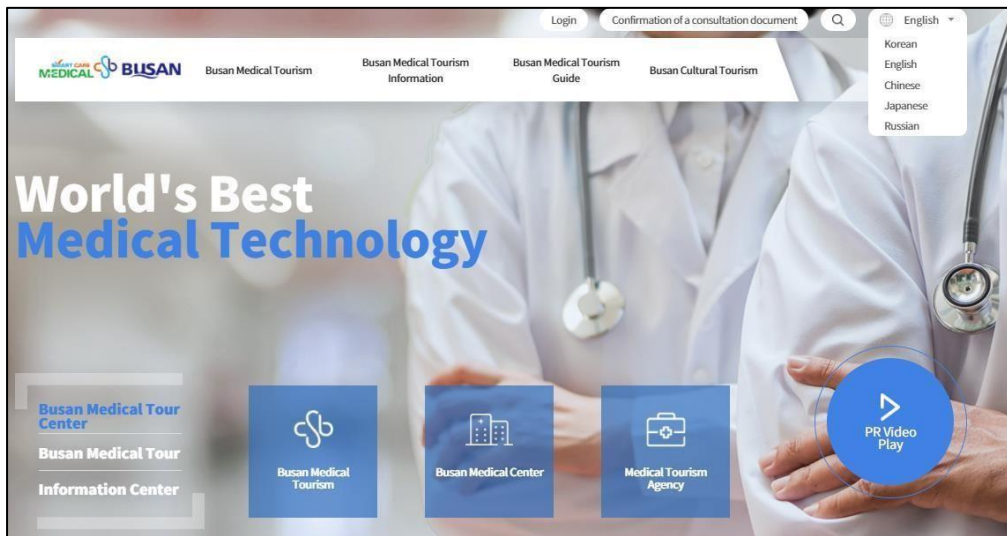 Login
Confirmation of a consultation document
English
Korean
English
Chinese
Japanese
Russian
SMART CARE
MEDICAL BUSAN
Busan Medical Tourism
Busan Medical Tourism
Information
Busan Medical Tourism
Guide
Busan Cultural Tourism
World's Best
Medical Technology
Busan Medical Tour
Center
Busan Medical Tour
Information Center
Busan Medical
Tourism
Busan Medical Center
Medical Tourism
Agency
PR Video
Play